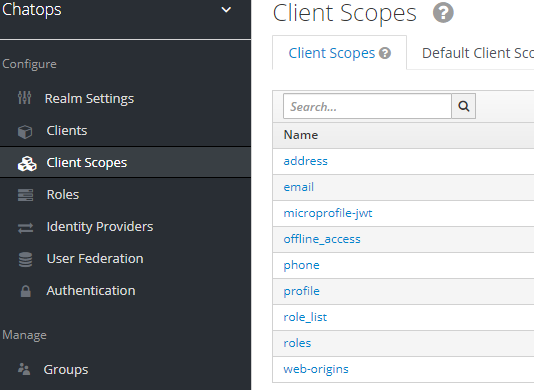 Chatops
Configure
Realm Settings
Clients
Client Scopes
Roles
Identity Providers
User Federation
Authentication
Manage
Groups
Client Scopes ?
Client Scopes ? Default Client Sco
Search...
Name
address
email
microprofile-jwt
offline_access
phone
profile
role_list
roles
web-origins